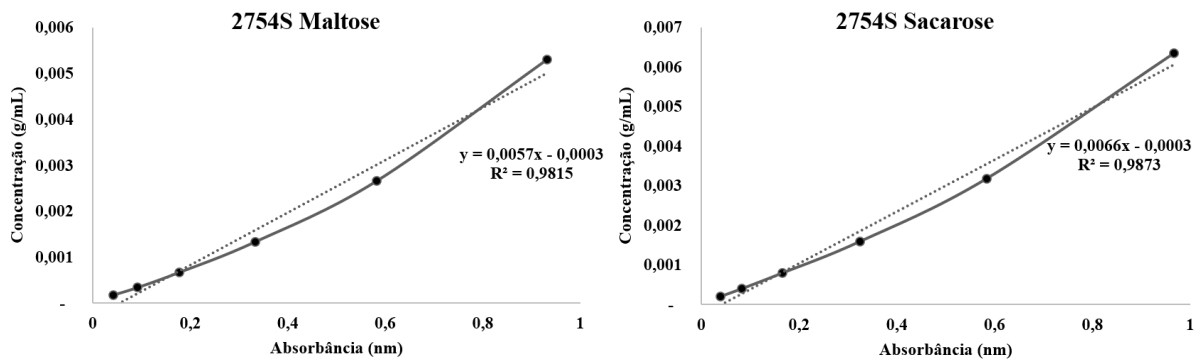 2754S Maltose
0,006
0,005
0,004
0,003
0,002
0,001
-
Concentração (g/mL)
y = 0,0057x - 0,0003
R² = 0,9815
0 0,2 0,4 0,6 0,8 1
Absorbância (nm)
2754S Sacarose
0,007
0,006
0,005
0,004
0,003
0,002
0,001
-
Concentração (g/mL)
y = 0,0066x - 0,0003
R² = 0,9873
0 0,2 0,4 0,6 0,8 1
Absorbância (nm)